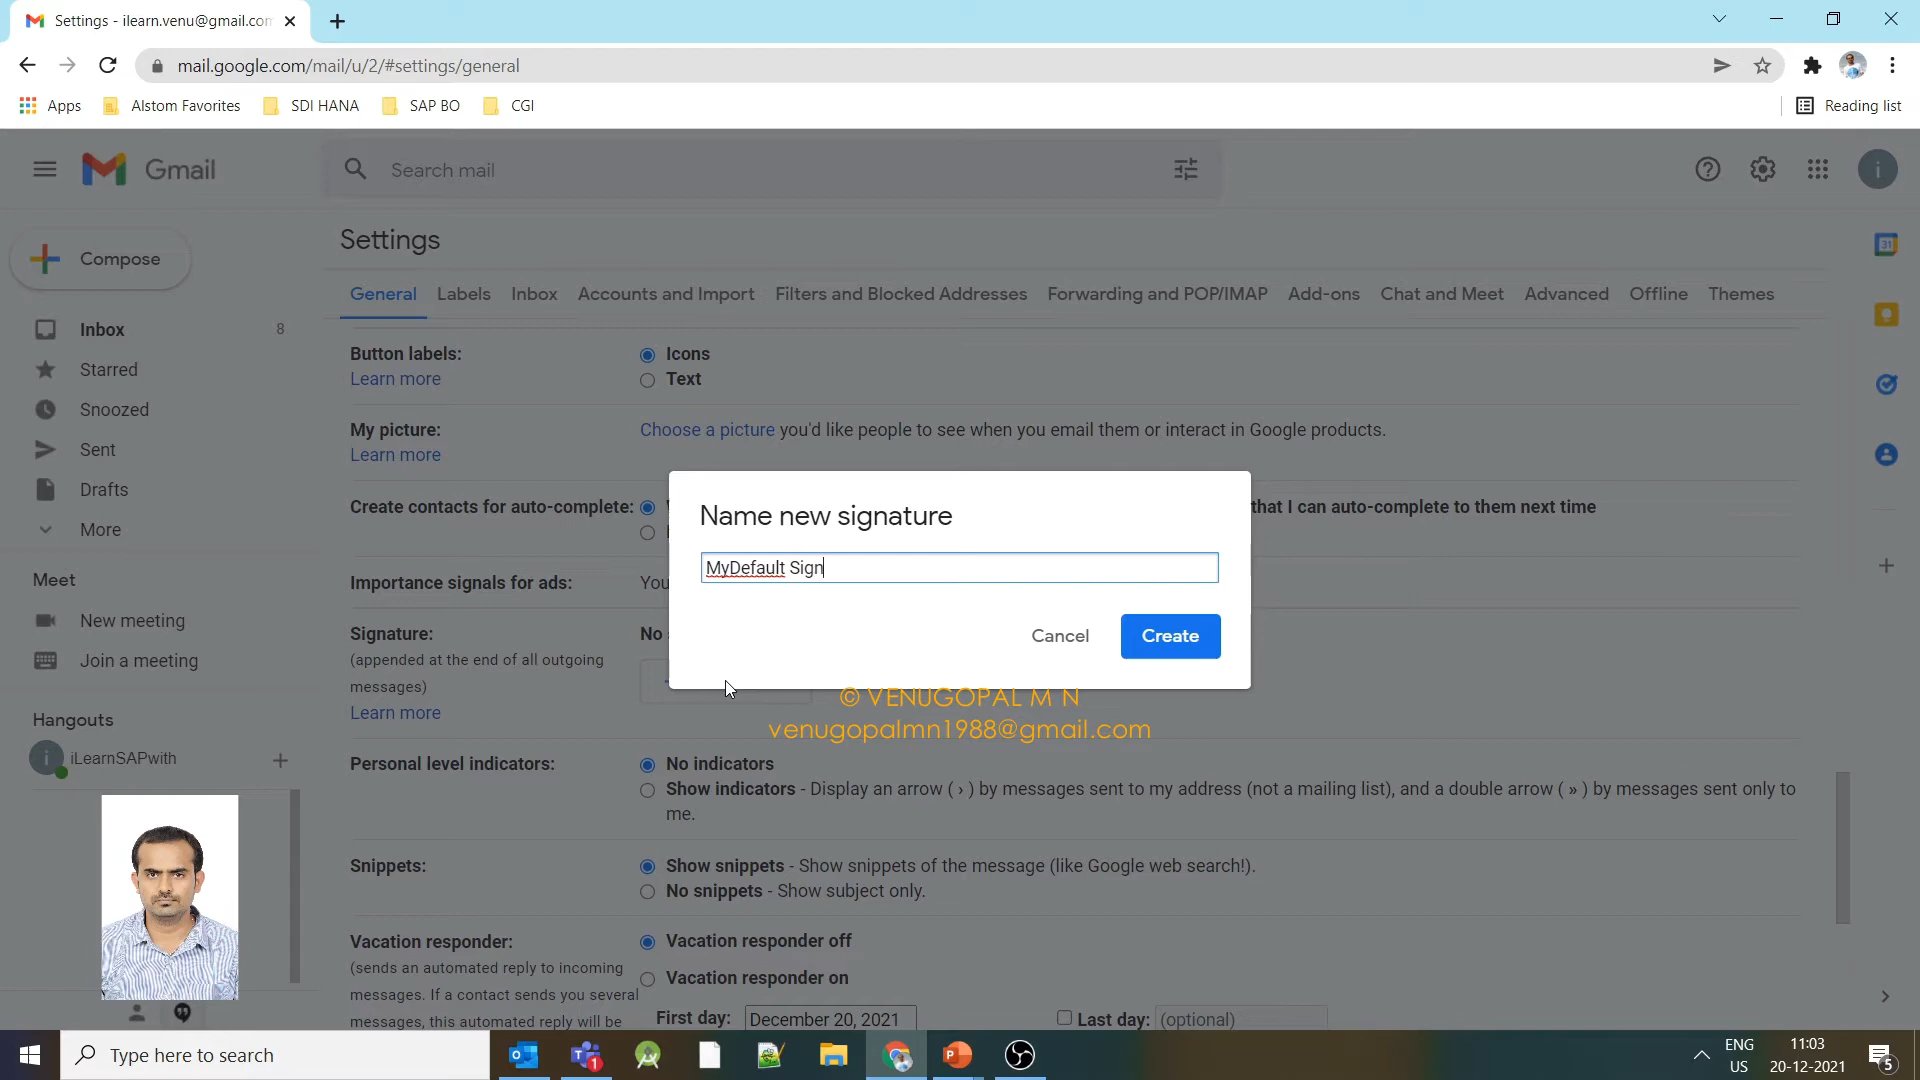 Settings - ilearn.venu@gmail.com
mail.google.com/mail/u/2/#settings/general
Apps
Alstom Favorites
SDI HANA
SAP BO
CGI
Reading list
Gmail
Search mail
i
Compose
Settings
31
General
Labels
Inbox
Accounts and Import
Filters and Blocked Addresses
Forwarding and POP/IMAP
Add-ons
Chat and Meet
Advanced
Offline
Themes
Inbox 8
Starred
Snoozed
Sent
Drafts
More
Button labels:
Learn more
Icons
Text
My picture:
Learn more
Choose a picture you'd like people to see when you email them or interact in Google products.
Create contacts for auto-complete:
that I can auto-complete to them next time
Importance signals for ads:
You
Name new signature
MyDefault Sign
Cancel
Create
Signature:
(appended at the end of all outgoing
messages)
Learn more
No
© VENUGOPAL M N
venugopalmn1988@gmail.com
Meet
New meeting
Join a meeting
Hangouts
i
iLearnSAPwith
Personal level indicators:
No indicators
Show indicators - Display an arrow ( › ) by messages sent to my address (not a mailing list), and a double arrow ( » ) by messages sent only to
me.
Snippets:
Show snippets - Show snippets of the message (like Google web search!).
No snippets - Show subject only.
Vacation responder:
(sends an automated reply to incoming
messages. If a contact sends you several
messages, this automated reply will be
Vacation responder off
Vacation responder on
First day: December 20, 2021
Last day: (optional)
Type here to search
1
ENG
US
11:03
20-12-2021
5